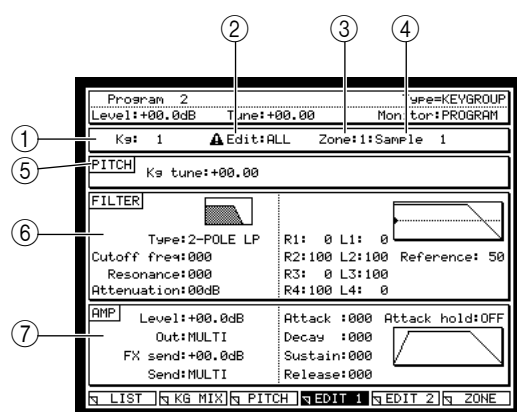 ② ③ ④
Program 2 Type=KEYGROUP
Level:+00.0dB Tune:+00.00 Monitor:PROGRAM
① Kg: 1 Edit:ALL Zone:1:Sample 1
⑤ PITCH Kg tune:+00.00
FILTER
⑥ Type:2-POLE LP R1: 0 L1: 0
Cutoff freq:000 R2:100 L2:100 Reference: 50
Resonance:000 R3: 0 L3:100
Attenuation:00dB R4:100 L4: 0
AMP Level:+00.0dB Attack :000 Attack hold:OFF
⑦ Out:MULTI Decay :000
FX send:+00.0dB Sustain:000
Send:MULTI Release:000
LIST KG MIX PITCH EDIT 1 EDIT 2 ZONE